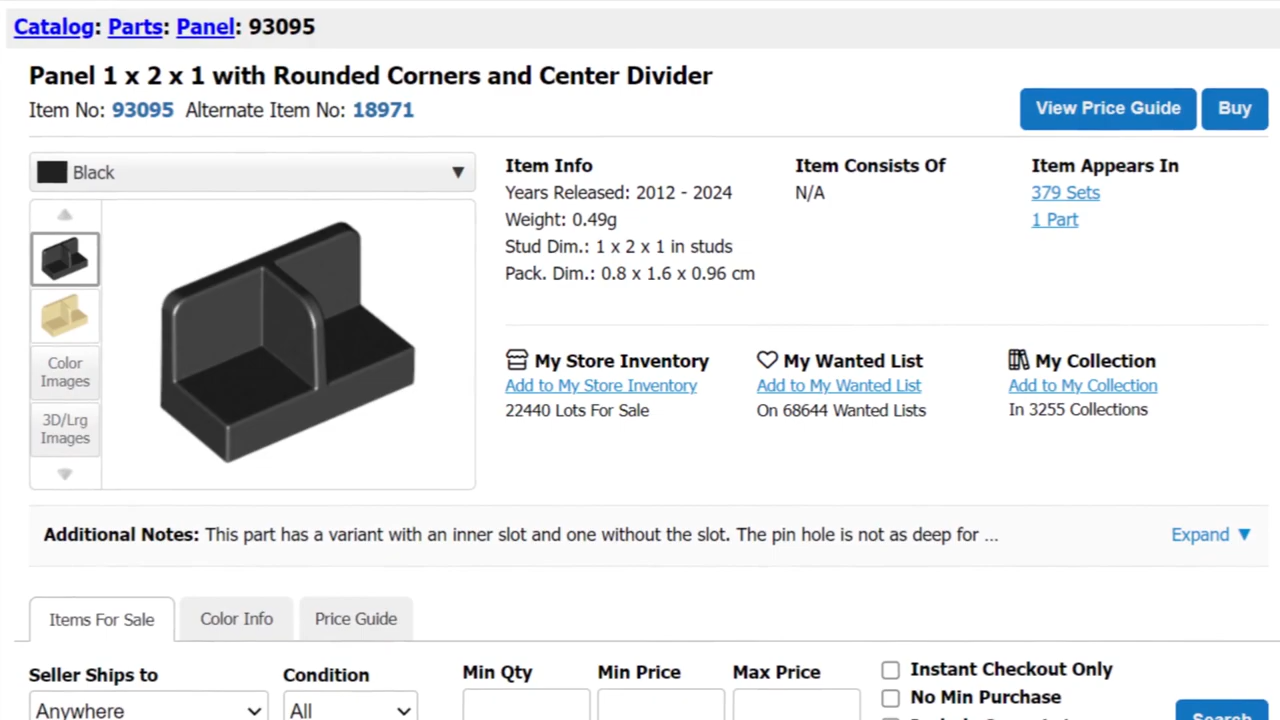 Catalog: Parts: Panel: 93095
Panel 1 x 2 x 1 with Rounded Corners and Center Divider
Item No: 93095 Alternate Item No: 18971
View Price Guide
Buy
Black
Color
Images
3D/Lrg
Images
Item Info
Years Released: 2012 - 2024
Weight: 0.49g
Stud Dim.: 1 x 2 x 1 in studs
Pack. Dim.: 0.8 x 1.6 x 0.96 cm
Item Consists Of
N/A
Item Appears In
379 Sets
1 Part
My Store Inventory
Add to My Store Inventory
22440 Lots For Sale
My Wanted List
Add to My Wanted List
On 68644 Wanted Lists
My Collection
Add to My Collection
In 3255 Collections
Additional Notes: This part has a variant with an inner slot and one without the slot. The pin hole is not as deep for ...
Expand
Items For Sale
Color Info
Price Guide
Seller Ships to
Anywhere
Condition
All
Min Qty
Min Price
Max Price
Instant Checkout Only
No Min Purchase
Search